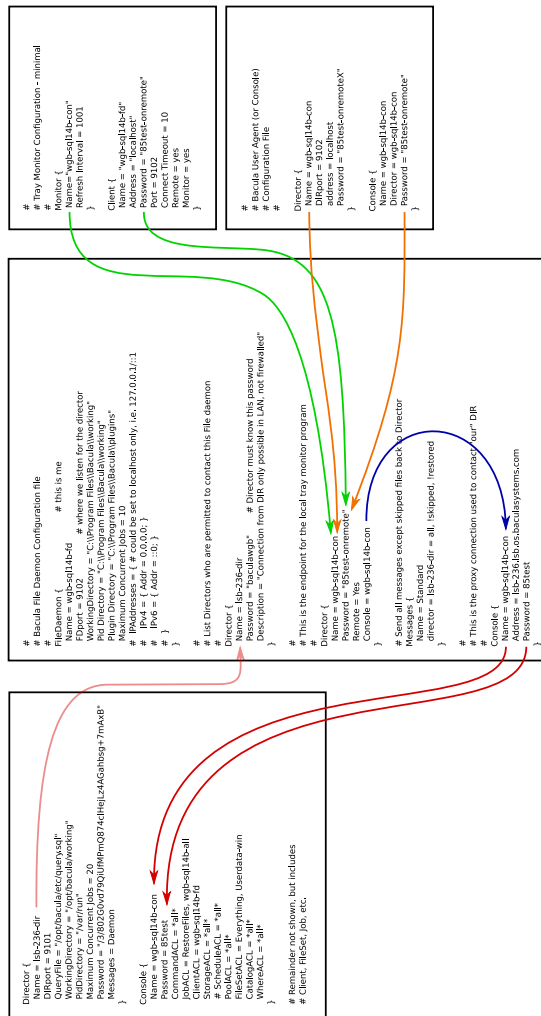 Director {
Name = lsb-236-dir
DIRport = 9101
QueryFile = "/opt/bacula/etc/query.sql"
WorkingDirectory = "/opt/bacula/working"
PidDirectory = "/var/run"
Maximum Concurrent Jobs = 20
Messages = Daemon
}
Console {
Name = wgb-sql14b-con
Password = 85test
CommandACL = *all*
JobACL = RestoreFiles, wgb-sql14b-all
ClientACL = wgb-sql14b-fd
StorageACL = *all*
# ScheduleACL = *all*
PoolACL = *all*
FileSetACL = Everything, Userdata-win
CatalogACL = *all*
WhereACL = *all*
}
# Remainder not shown, but includes
# Client, FileSet, Job, etc.
#
# Bacula File Daemon Configuration file
#
FileDaemon { # this is me
Name = wgb-sql14b-fd
FDport = 9102 # where we listen for the director
WorkingDirectory = "C:\\Program Files\\Bacula\\working"
Pid Directory = "C:\\Program Files\\Bacula\\working"
Plugin Directory = "C:\\Program Files\\Bacula\\plugins"
Maximum Concurrent Jobs = 10
# IPAddresses = { # could be set to localhost only, i.e. 127.0.0.1/::1
# IPv4 = { Addr = 0.0.0.0; }
# IPv6 = { Addr = ::0; }
# }
}
#
# List Directors who are permitted to contact this File daemon
#
Director {
Name = lsb-236-dir
Password = "baculawgb" # Director must know this password
Description = "Connection from DIR only possible in LAN, not firewalled"
}
#
# This is the endpoint for the local tray monitor program
#
Director {
Name = wgb-sql14b-con
Password = "85test-onremote"
Remote = Yes
Console = wgb-sql14b-con
}
# Send all messages except skipped files back to Director
Messages {
Name = Standard
director = lsb-236-dir = all, !skipped, !restored
}
#
# This is the proxy connection used to contact "our" DIR
#
Console {
Name = wgb-sql14b-con
Address = lsb-236.lsb.os.baculasystems.com
Password = 85test
}
#
# Tray Monitor Configuration - minimal
#
Monitor {
Name="wgb-sql14b-con"
Refresh Interval = 1001
}
Client {
Name = "wgb-sql14b-fd"
Address = "localhost"
Password = "85test-onremote"
Port = 9102
Connect Timeout = 10
Remote = yes
Monitor = yes
}
#
# Bacula User Agent (or Console)
# Configuration File
#
Director {
Name = wgb-sql14b-con
DIRport = 9102
address = localhost
Password = "85test-onremoteX"
}
Console {
Name = wgb-sql14b-con
Director = wgb-sql14b-con
Password = "85test-onremote"
}